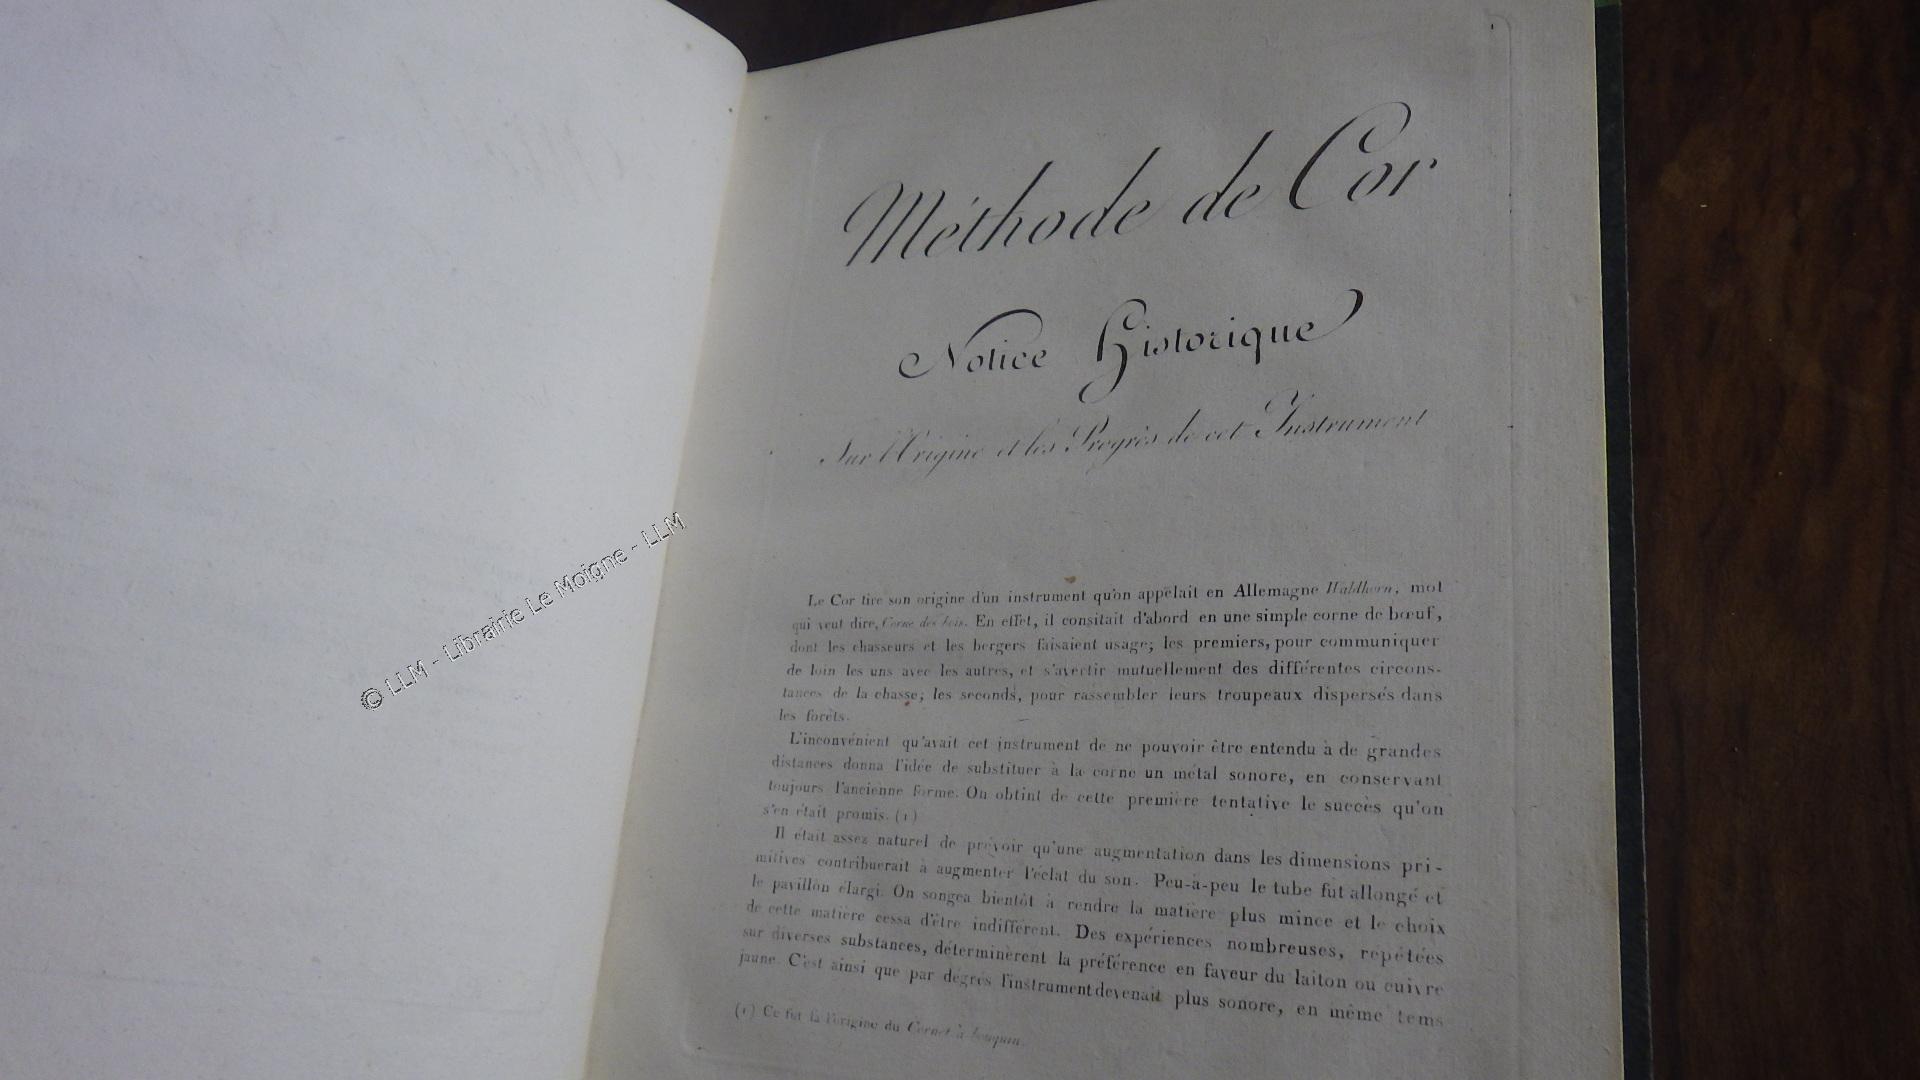 Méthode de Cor
Notice Historique
Sur l'Origine et les Progrès de cet Instrument
Le Cor tire son origine d'un instrument qu'on appelait en Allemagne Waldhorn, mot
qui veut dire, Corne des bois. En effet, il consitait d'abord en une simple corne de bœuf,
dont les chasseurs et les bergers faisaient usage; les premiers, pour communiquer
de loin les uns avec les autres, et s'avertir mutuellement des différentes circons-
tances de la chasse; les seconds, pour rassembler leurs troupeaux dispersés dans
les forêts.
L'inconvénient qu'avait cet instrument de ne pouvoir être entendu à de grandes
distances donna l'idée de substituer à la corne un métal sonore, en conservant
toujours l'ancienne forme. On obtint de cette première tentative le succès qu'on
s'en était promis. (1)
Il était assez naturel de prévoir qu'une augmentation dans les dimensions pri-
mitives contribuerait à augmenter l'éclat du son. Peu-à-peu le tube fut allongé et
le pavillon élargi. On songea bientôt à rendre la matière plus mince et le choix
de cette matière cessa d'être indifférent. Des expériences nombreuses, repétées
sur diverses substances, déterminèrent la préférence en faveur du laiton ou cuivre
jaune. C'est ainsi que par dégrés l'instrument devenait plus sonore, en même tems
(1) Ce fut là l'origine du Cornet à bouquin.
© LLM - Librairie Le Moigne - LLM